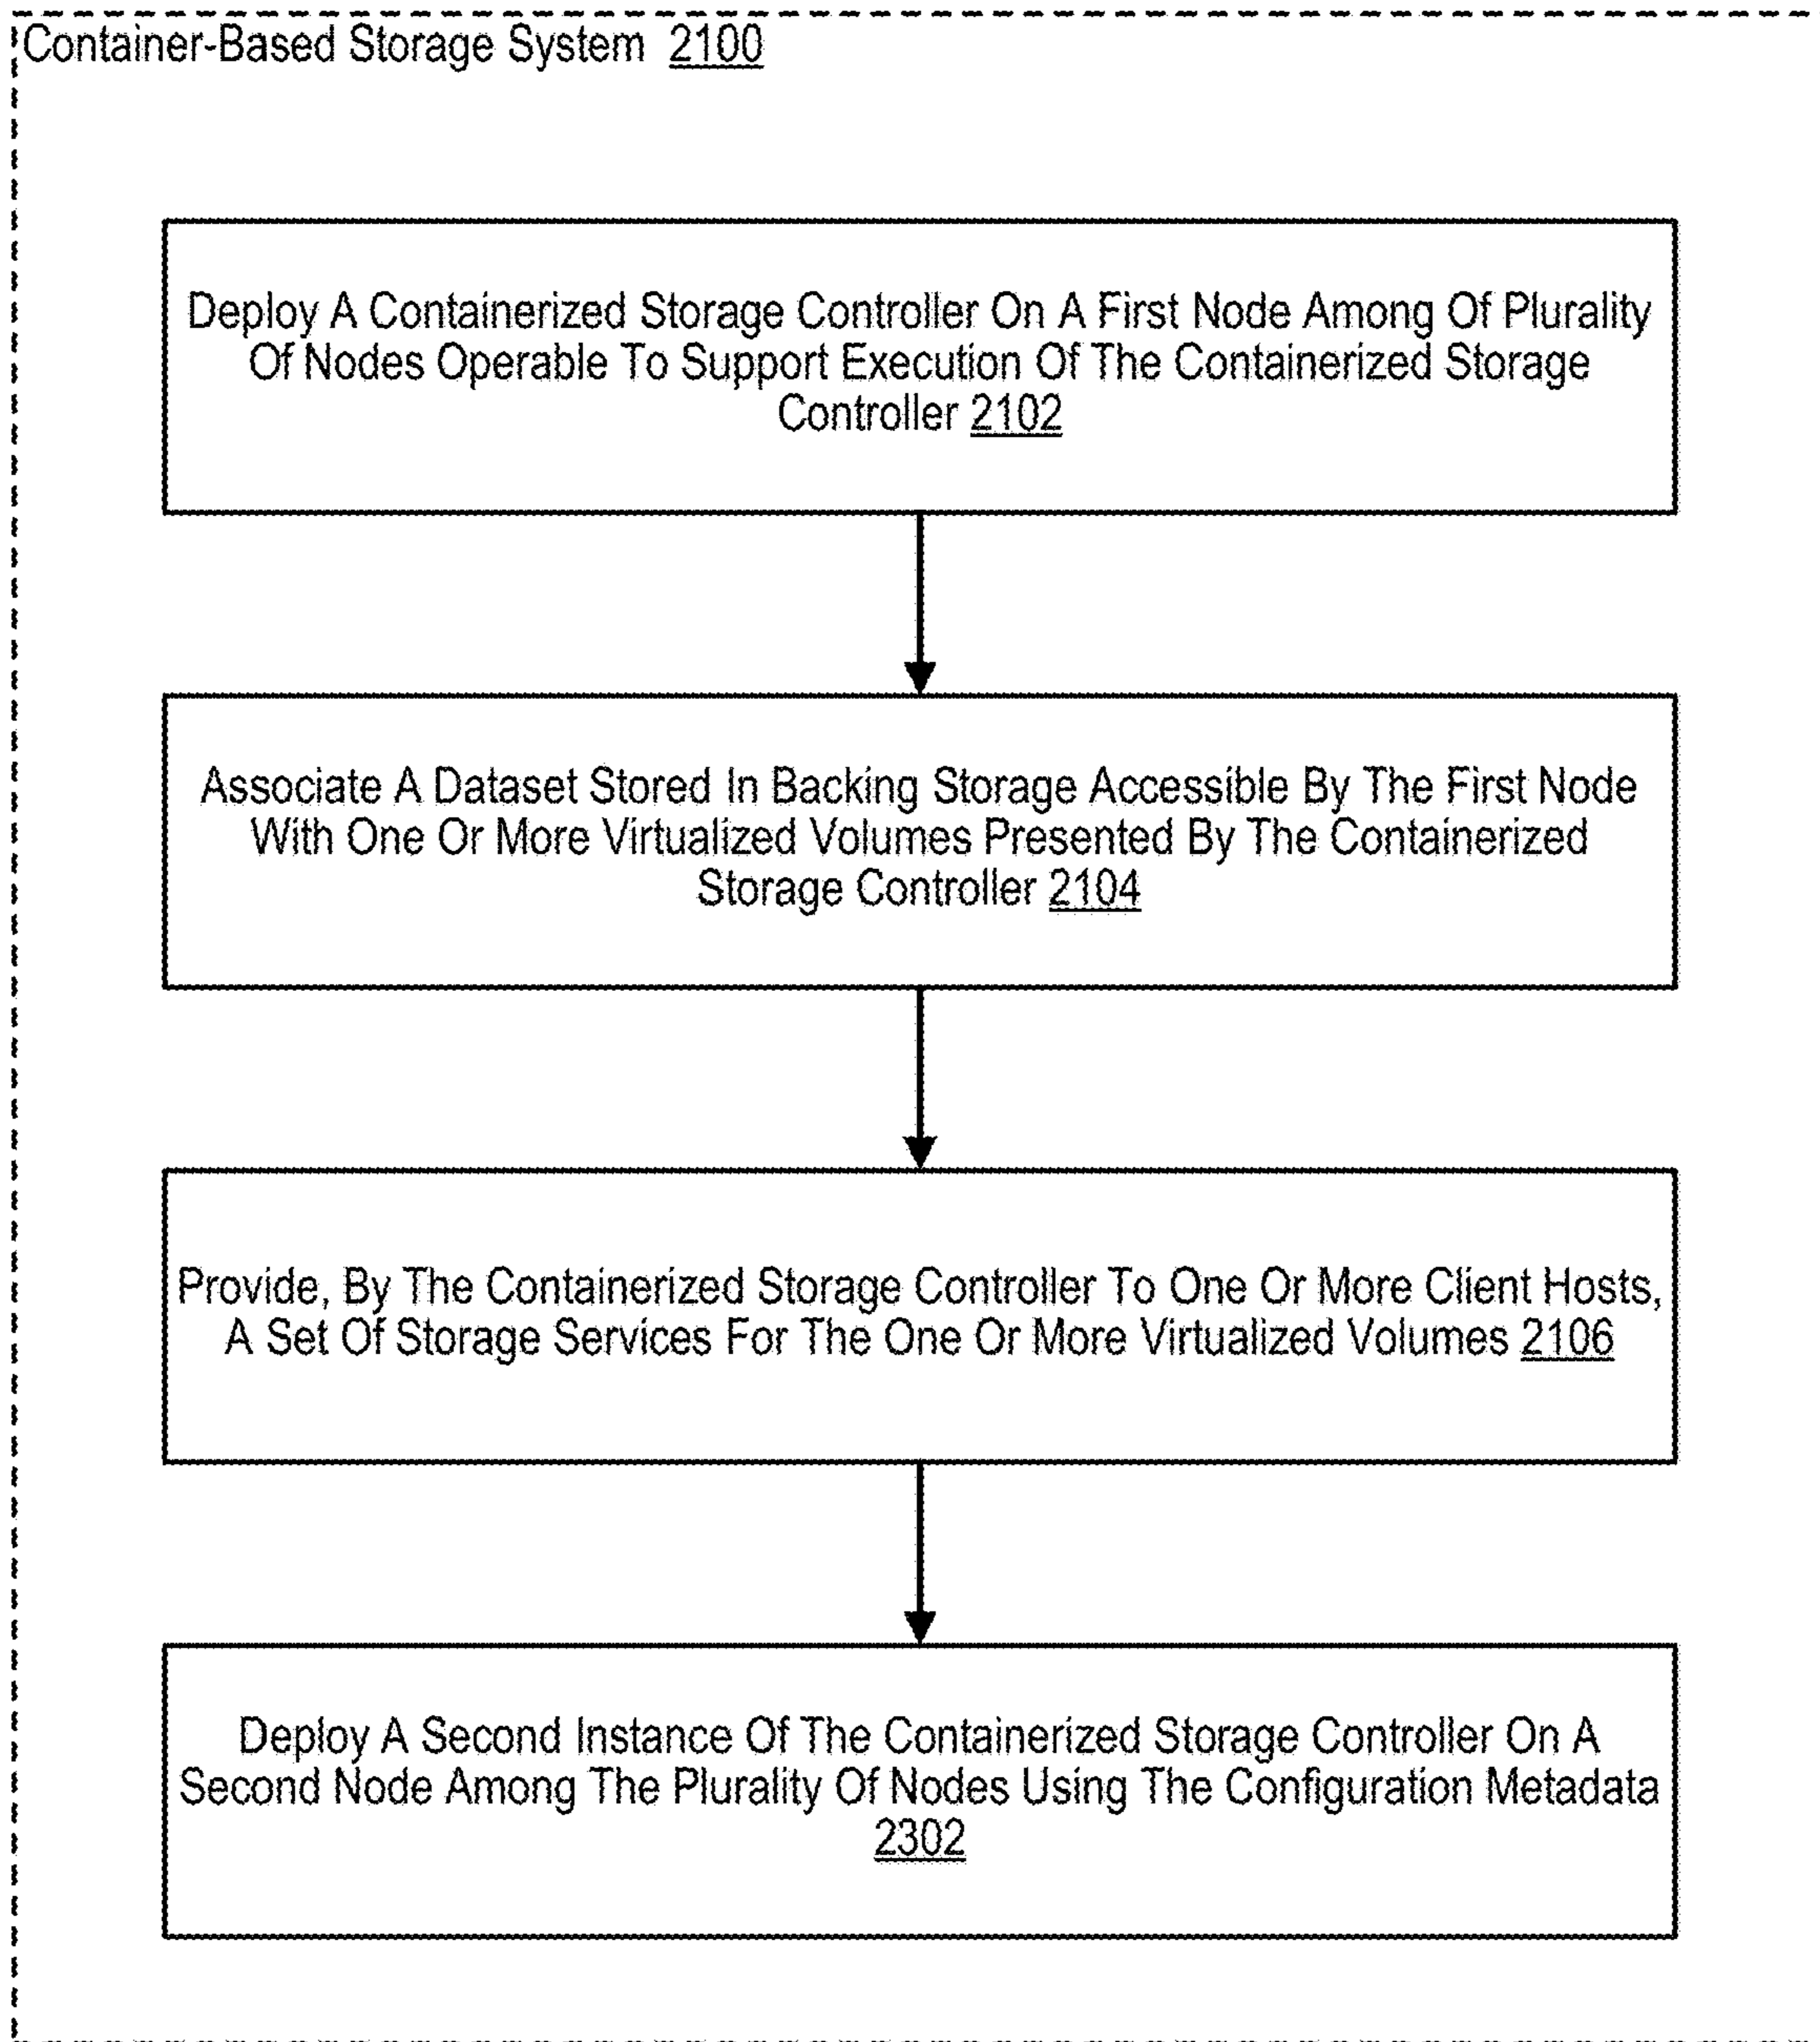 Container-Based Storage System 2100
Deploy A Containerized Storage Controller On A First Node Among Of Plurality
Of Nodes Operable To Support Execution Of The Containerized Storage
Controller 2102
Associate A Dataset Stored In Backing Storage Accessible By The First Node
With One Or More Virtualized Volumes Presented By The Containerized
Storage Controller 2104
Provide, By The Containerized Storage Controller To One Or More Client Hosts,
A Set Of Storage Services For The One Or More Virtualized Volumes 2106
Deploy A Second Instance Of The Containerized Storage Controller On A
Second Node Among The Plurality Of Nodes Using The Configuration Metadata
2302